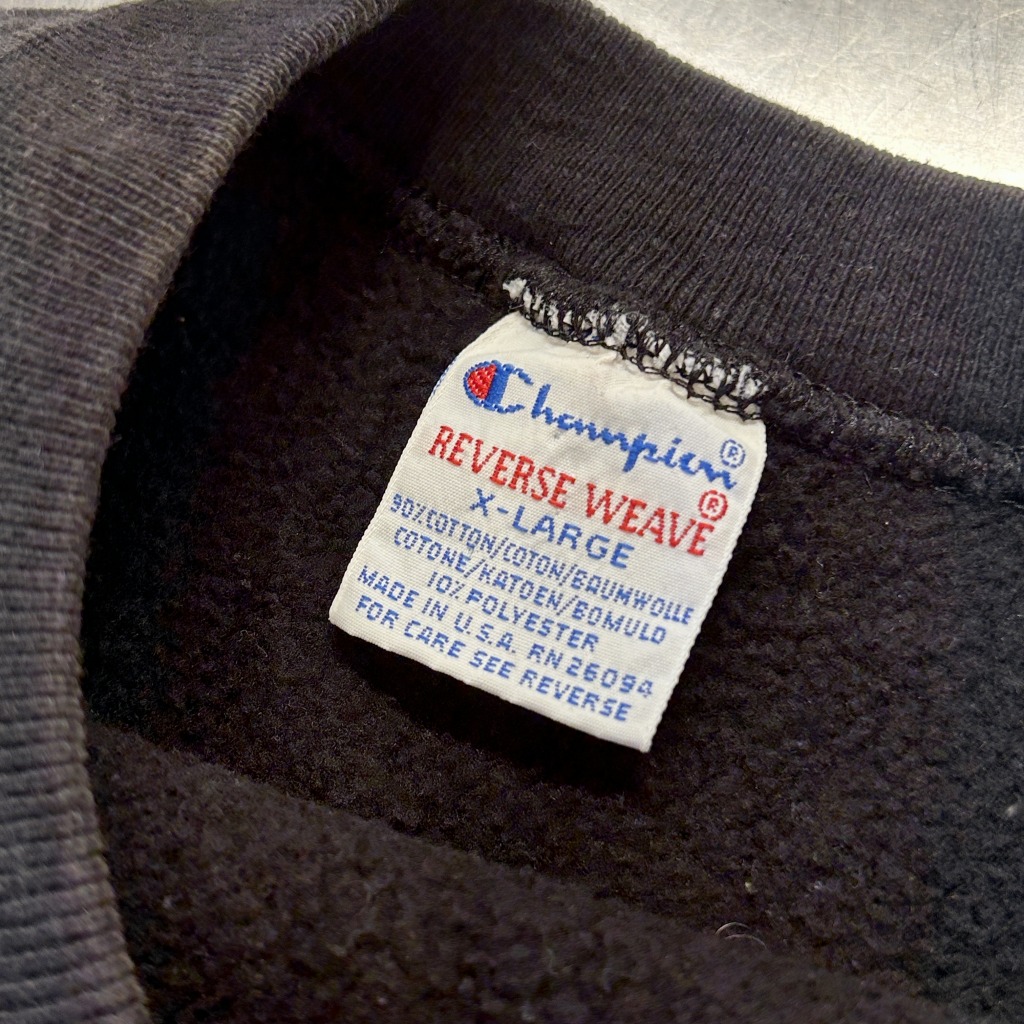 Champion®
REVERSE WEAVE®
X-LARGE
90% COTTON/COTON/BAUMWOLLE
COTONE/KATOEN/BOMULD
10% POLYESTER
MADE IN U.S.A. RN 26094
FOR CARE SEE REVERSE